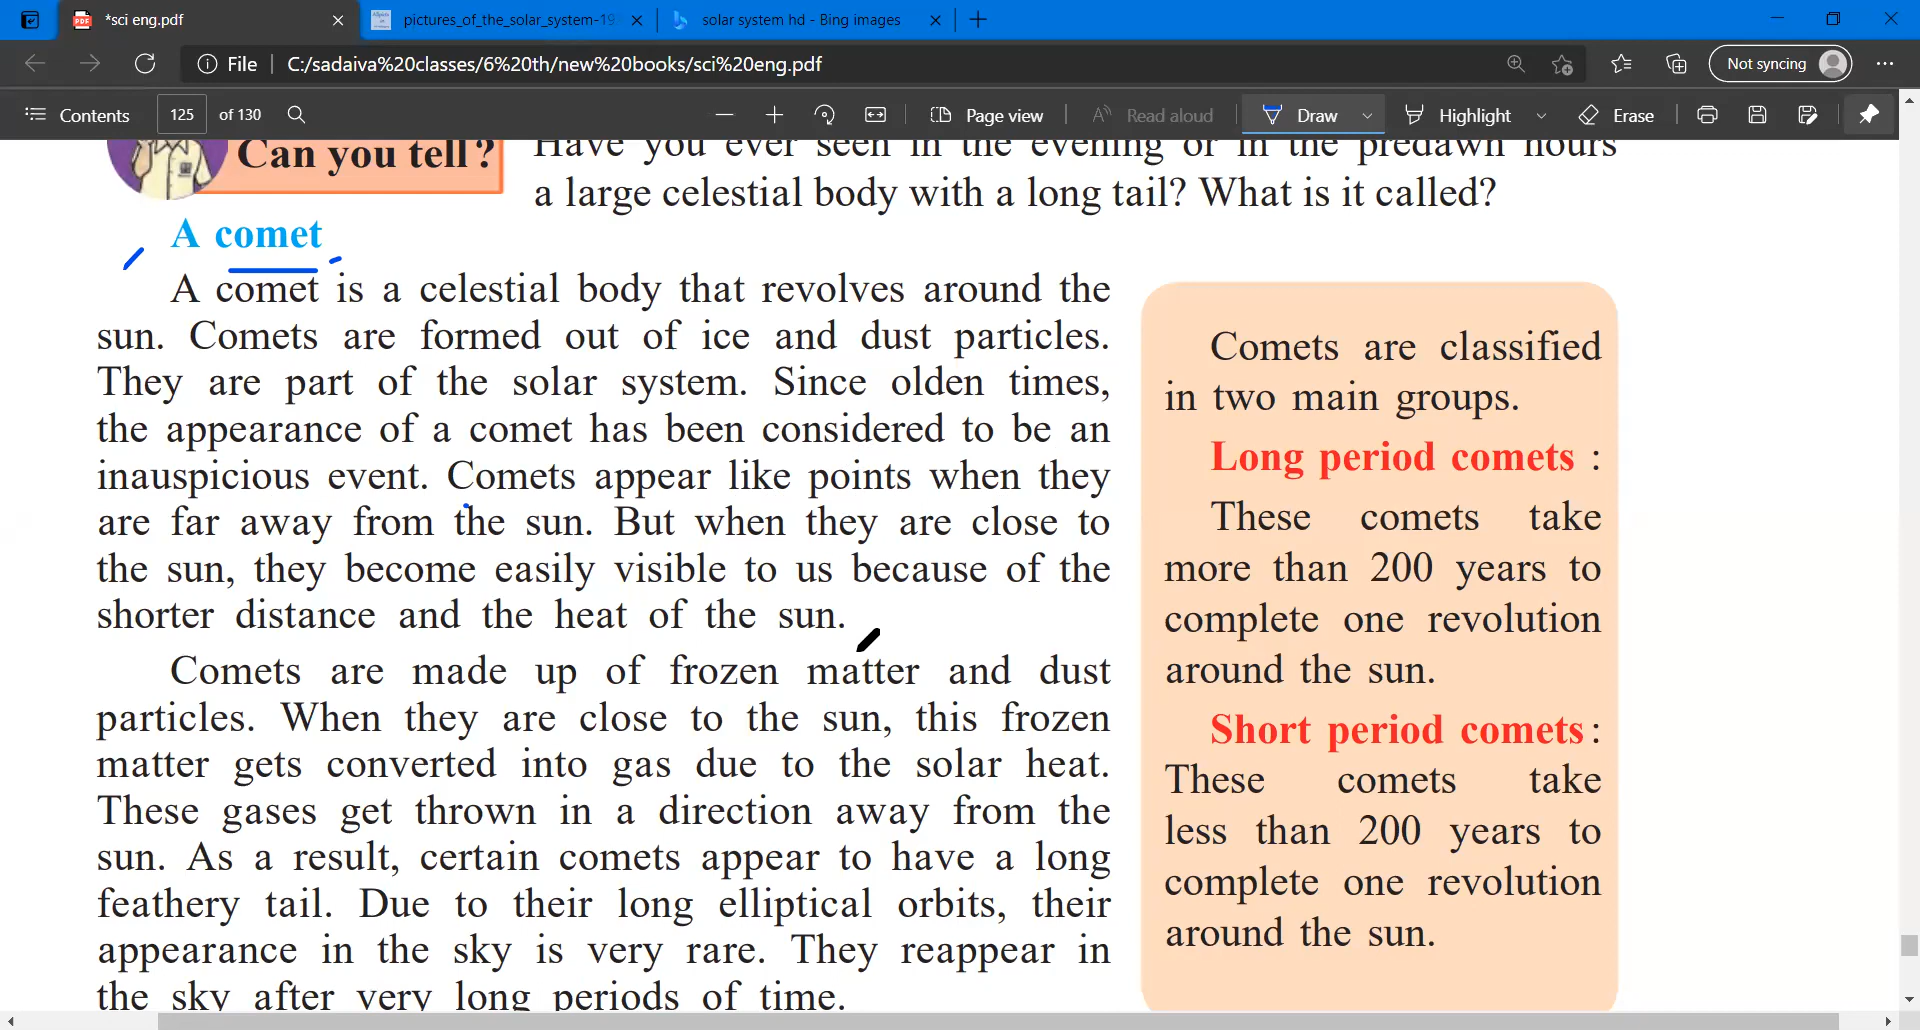 *sci eng.pdf
pictures_of_the_solar_system-19
solar system hd - Bing images
File
C:/sadaiva%20classes/6%20th/new%20books/sci%20eng.pdf
Not syncing
Contents
125
of 130
Page view
Read aloud
Draw
Highlight
Erase
Can you tell?
Have you ever seen in the evening or in the predawn hours
a large celestial body with a long tail? What is it called?
A comet
A comet is a celestial body that revolves around the
sun. Comets are formed out of ice and dust particles.
They are part of the solar system. Since olden times,
the appearance of a comet has been considered to be an
inauspicious event. Comets appear like points when they
are far away from the sun. But when they are close to
the sun, they become easily visible to us because of the
shorter distance and the heat of the sun.
Comets are made up of frozen matter and dust
particles. When they are close to the sun, this frozen
matter gets converted into gas due to the solar heat.
These gases get thrown in a direction away from the
sun. As a result, certain comets appear to have a long
feathery tail. Due to their long elliptical orbits, their
appearance in the sky is very rare. They reappear in
the sky after very long periods of time.
Comets are classified
in two main groups.
Long period comets :
These comets take
more than 200 years to
complete one revolution
around the sun.
Short period comets :
These comets take
less than 200 years to
complete one revolution
around the sun.